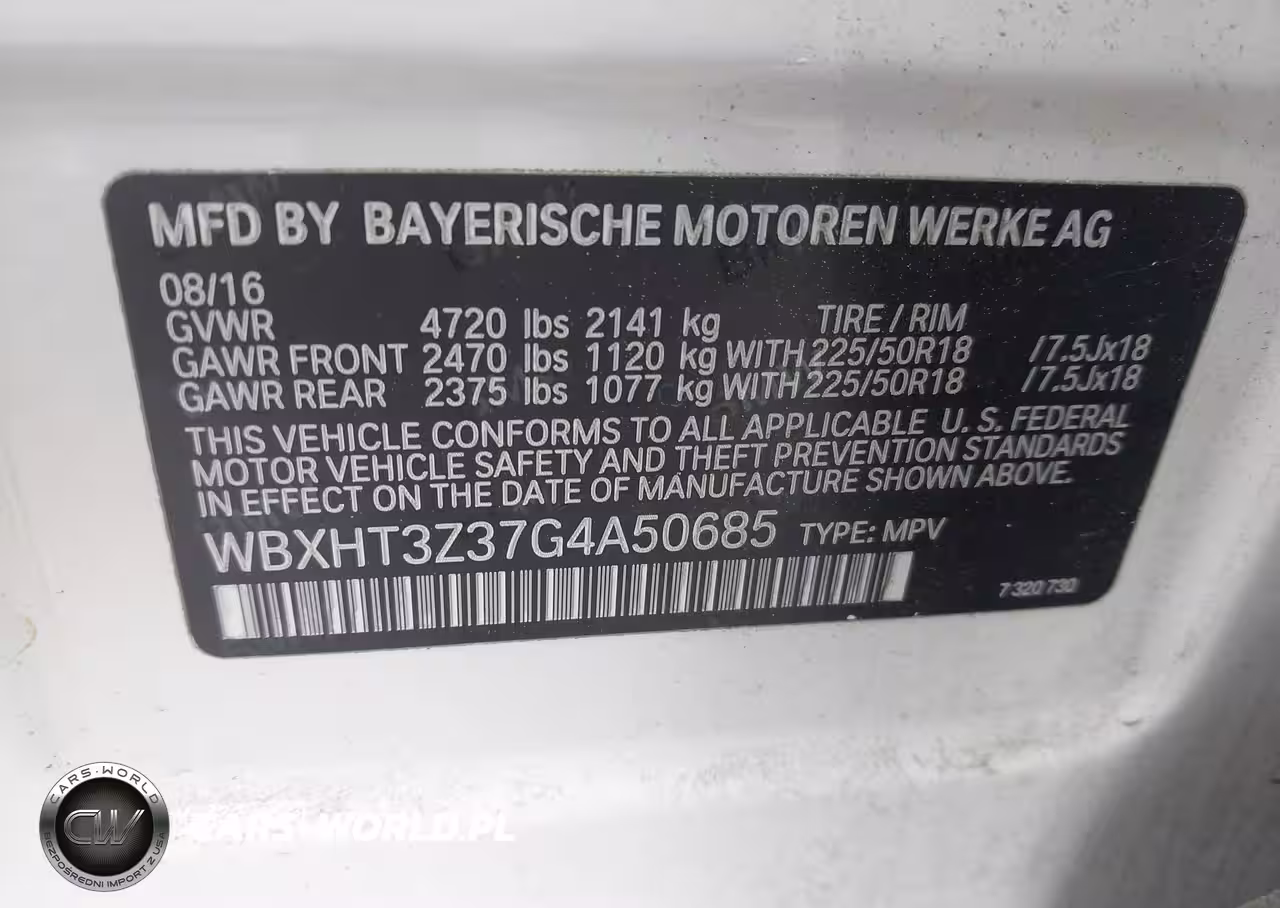 MFD BY BAYERISCHE MOTOREN WERKE AG
08/16
GVWR 4720 lbs 2141 kg TIRE / RIM
GAWR FRONT 2470 lbs 1120 kg WITH 225/50R18 /7.5Jx18
GAWR REAR 2375 lbs 1077 kg WITH 225/50R18 /7.5Jx18
THIS VEHICLE CONFORMS TO ALL APPLICABLE U. S. FEDERAL
MOTOR VEHICLE SAFETY AND THEFT PREVENTION STANDARDS
IN EFFECT ON THE DATE OF MANUFACTURE SHOWN ABOVE.
WBXHT3Z37G4A50685 TYPE: MPV
7 320 730
CARS-WORLD
CW
BEZPOŚREDNI IMPORT Z USA
CARS-WORLD.PL